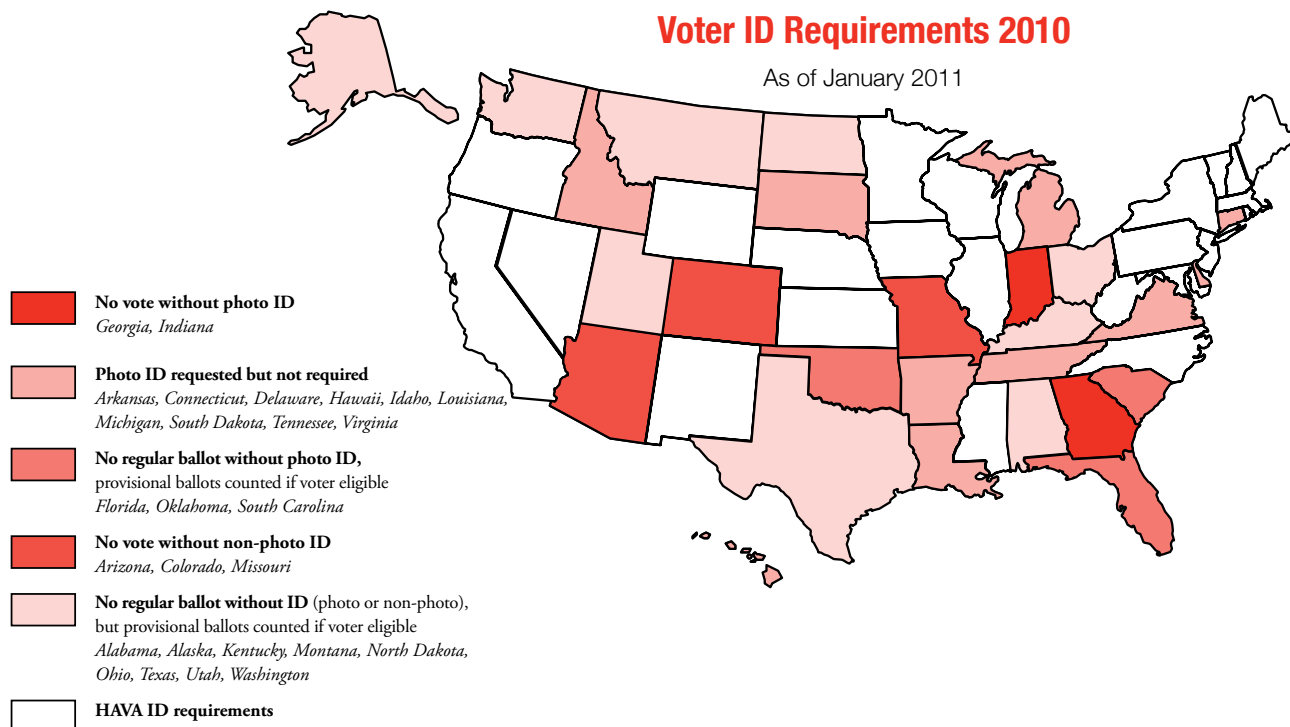 Voter ID Requirements 2010
As of January 2011
No vote without photo ID
Georgia, Indiana
Photo ID requested but not required
Arkansas, Connecticut, Delaware, Hawaii, Idaho, Louisiana,
Michigan, South Dakota, Tennessee, Virginia
No regular ballot without photo ID,
provisional ballots counted if voter eligible
Florida, Oklahoma, South Carolina
No vote without non-photo ID
Arizona, Colorado, Missouri
No regular ballot without ID (photo or non-photo),
but provisional ballots counted if voter eligible
Alabama, Alaska, Kentucky, Montana, North Dakota,
Ohio, Texas, Utah, Washington
HAVA ID requirements